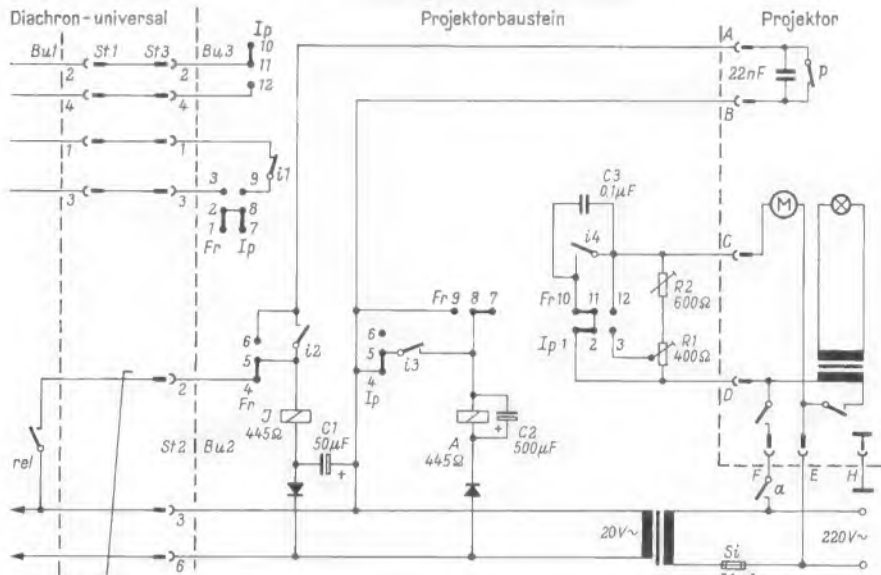 Diachron-universal
Projektorbaustein
Projektor
Bu1 St1 St3 Bu3
Ip
10
11
12
2 2
4 4
1 1
3 3
i1
3 9
2 8
1 7
Fr Ip
A
22nF
p
B
C3
0,1µF
i4
C
M
R2
600Ω
Fr 10 11 12
Ip 1 2 3
R1
400Ω
D
Fr 9 8 7
6
5
4
Fr
i2
6
5
4
Ip
i3
2
rel
St2 Bu2
J
445Ω
C1
50µF
+
A
445Ω
C2
500µF
+
F E H
a
3
6
20V~
220V~
Si